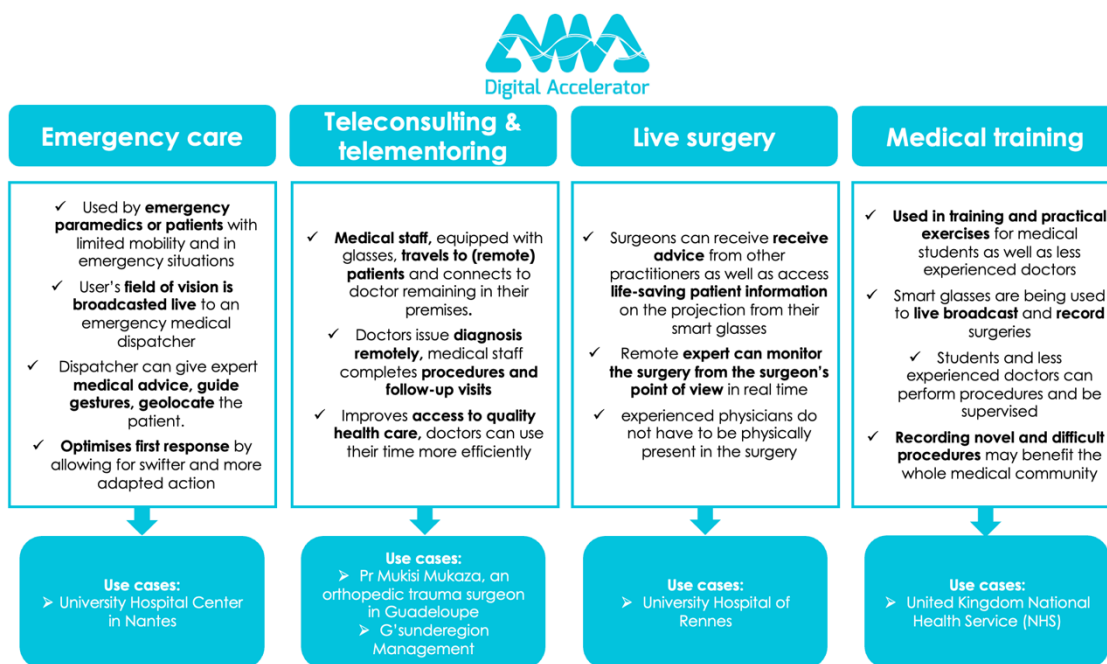 AMA
Digital Accelerator
Emergency care
✓ Used by emergency
paramedics or patients with
limited mobility and in
emergency situations
✓ User's field of vision is
broadcasted live to an
emergency medical
dispatcher
✓ Dispatcher can give expert
medical advice, guide
gestures, geolocate the
patient.
✓ Optimises first response by
allowing for swifter and more
adapted action
Use cases:
➢ University Hospital Center
in Nantes
Teleconsulting &
telementoring
✓ Medical staff, equipped with
glasses, travels to (remote)
patients and connects to
doctor remaining in their
premises.
✓ Doctors issue diagnosis
remotely, medical staff
completes procedures and
follow-up visits
✓ Improves access to quality
health care, doctors can use
their time more efficiently
Use cases:
➢ Pr Mukisi Mukaza, an
orthopedic trauma surgeon
in Guadeloupe
➢ G'sunderegion
Management
Live surgery
✓ Surgeons can receive receive
advice from other
practitioners as well as access
life-saving patient information
on the projection from their
smart glasses
✓ Remote expert can monitor
the surgery from the surgeon's
point of view in real time
✓ experienced physicians do
not have to be physically
present in the surgery
Use cases:
➢ University Hospital of
Rennes
Medical training
✓ Used in training and practical
exercises for medical
students as well as less
experienced doctors
✓ Smart glasses are being used
to live broadcast and record
surgeries
✓ Students and less
experienced doctors can
perform procedures and be
supervised
✓ Recording novel and difficult
procedures may benefit the
whole medical community
Use cases:
➢ United Kingdom National
Health Service (NHS)